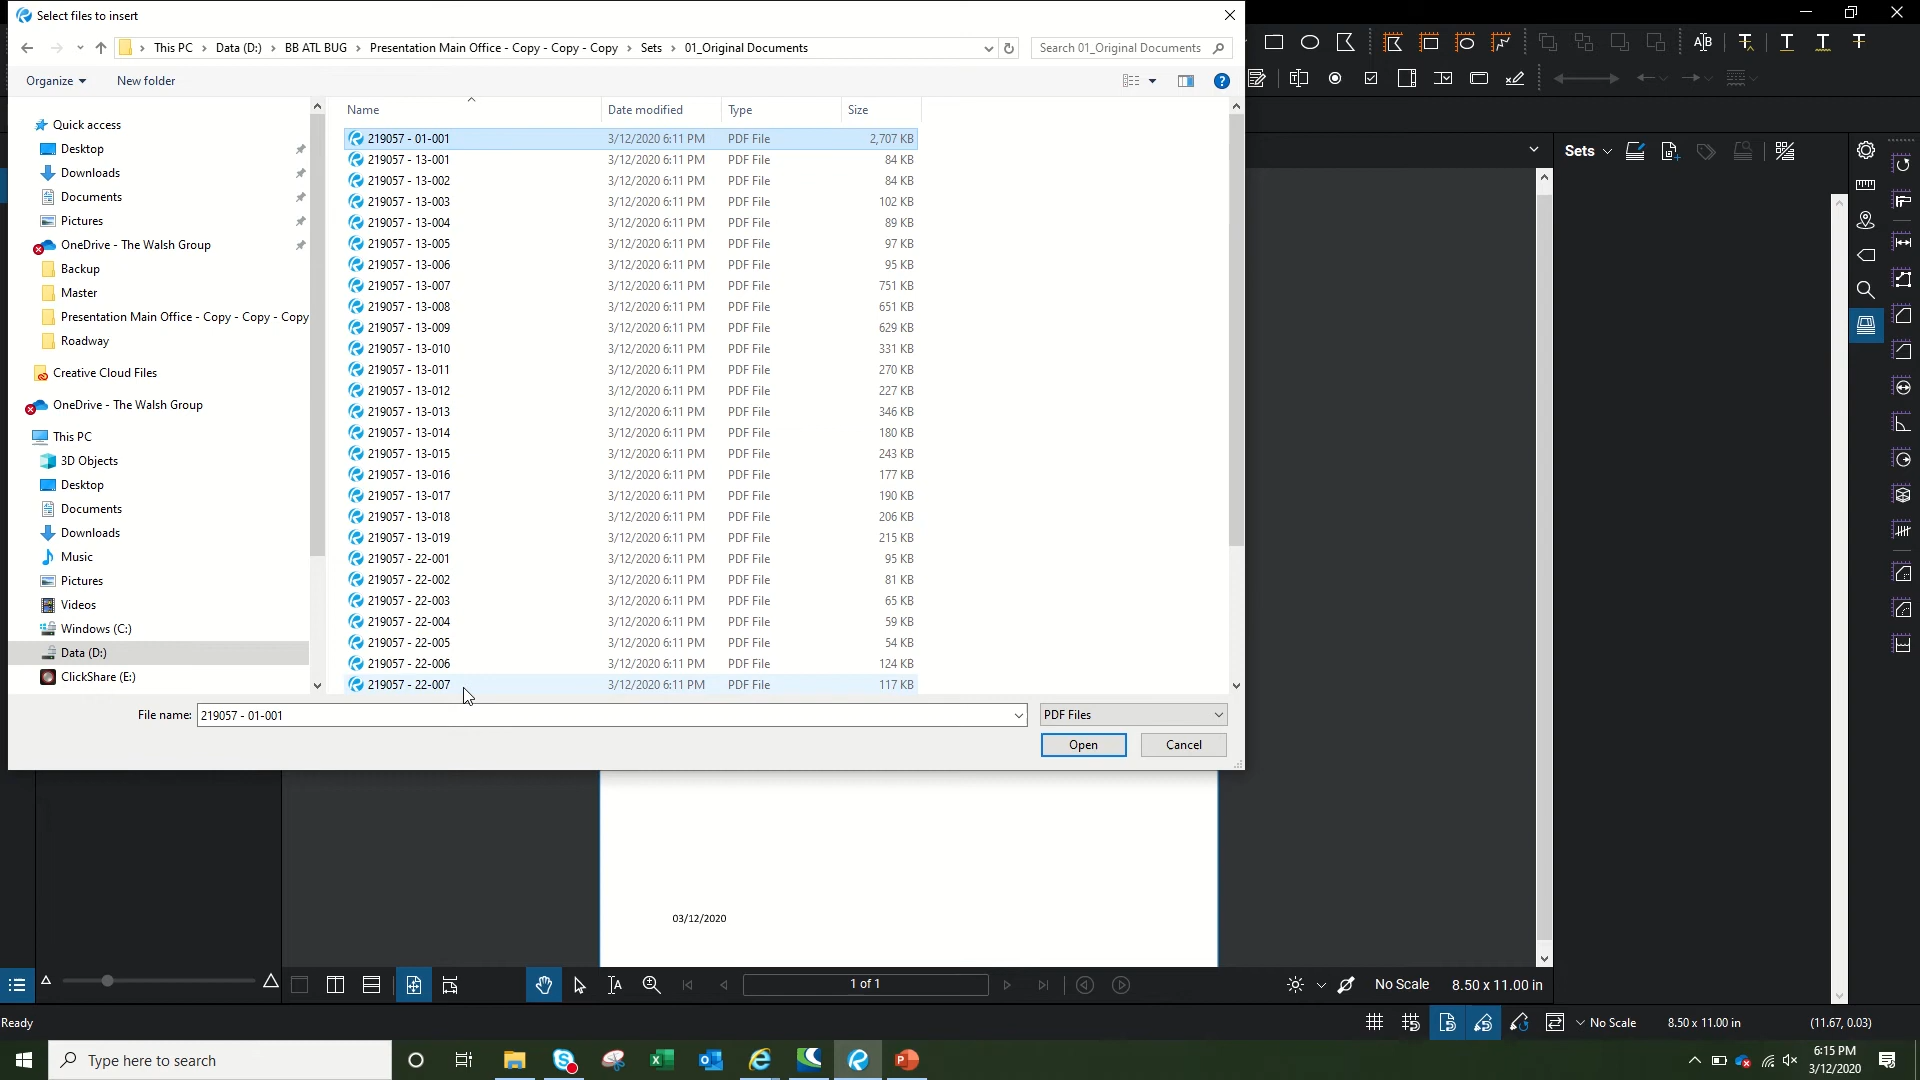 Select files to insert
This PC > Data (D:) > BB ATL BUG > Presentation Main Office - Copy - Copy - Copy > Sets > 01_Original Documents
Search 01_Original Documents
Organize
New folder
Name
Date modified
Type
Size
Quick access
Desktop
Downloads
Documents
Pictures
OneDrive - The Walsh Group
Backup
Master
Presentation Main Office - Copy - Copy - Copy
Roadway
Creative Cloud Files
OneDrive - The Walsh Group
This PC
3D Objects
Desktop
Documents
Downloads
Music
Pictures
Videos
Windows (C:)
Data (D:)
ClickShare (E:)
219057 - 01-001 3/12/2020 6:11 PM PDF File 2,707 KB
219057 - 13-001 3/12/2020 6:11 PM PDF File 84 KB
219057 - 13-002 3/12/2020 6:11 PM PDF File 84 KB
219057 - 13-003 3/12/2020 6:11 PM PDF File 102 KB
219057 - 13-004 3/12/2020 6:11 PM PDF File 89 KB
219057 - 13-005 3/12/2020 6:11 PM PDF File 97 KB
219057 - 13-006 3/12/2020 6:11 PM PDF File 95 KB
219057 - 13-007 3/12/2020 6:11 PM PDF File 751 KB
219057 - 13-008 3/12/2020 6:11 PM PDF File 651 KB
219057 - 13-009 3/12/2020 6:11 PM PDF File 629 KB
219057 - 13-010 3/12/2020 6:11 PM PDF File 331 KB
219057 - 13-011 3/12/2020 6:11 PM PDF File 270 KB
219057 - 13-012 3/12/2020 6:11 PM PDF File 227 KB
219057 - 13-013 3/12/2020 6:11 PM PDF File 346 KB
219057 - 13-014 3/12/2020 6:11 PM PDF File 180 KB
219057 - 13-015 3/12/2020 6:11 PM PDF File 243 KB
219057 - 13-016 3/12/2020 6:11 PM PDF File 177 KB
219057 - 13-017 3/12/2020 6:11 PM PDF File 190 KB
219057 - 13-018 3/12/2020 6:11 PM PDF File 206 KB
219057 - 13-019 3/12/2020 6:11 PM PDF File 215 KB
219057 - 22-001 3/12/2020 6:11 PM PDF File 95 KB
219057 - 22-002 3/12/2020 6:11 PM PDF File 81 KB
219057 - 22-003 3/12/2020 6:11 PM PDF File 65 KB
219057 - 22-004 3/12/2020 6:11 PM PDF File 59 KB
219057 - 22-005 3/12/2020 6:11 PM PDF File 54 KB
219057 - 22-006 3/12/2020 6:11 PM PDF File 124 KB
219057 - 22-007 3/12/2020 6:11 PM PDF File 117 KB
File name: 219057 - 01-001
PDF Files
Open
Cancel
Sets
03/12/2020
1 of 1
No Scale
8.50 x 11.00 in
Ready
No Scale
8.50 x 11.00 in
(11.67, 0.03)
Type here to search
6:15 PM
3/12/2020